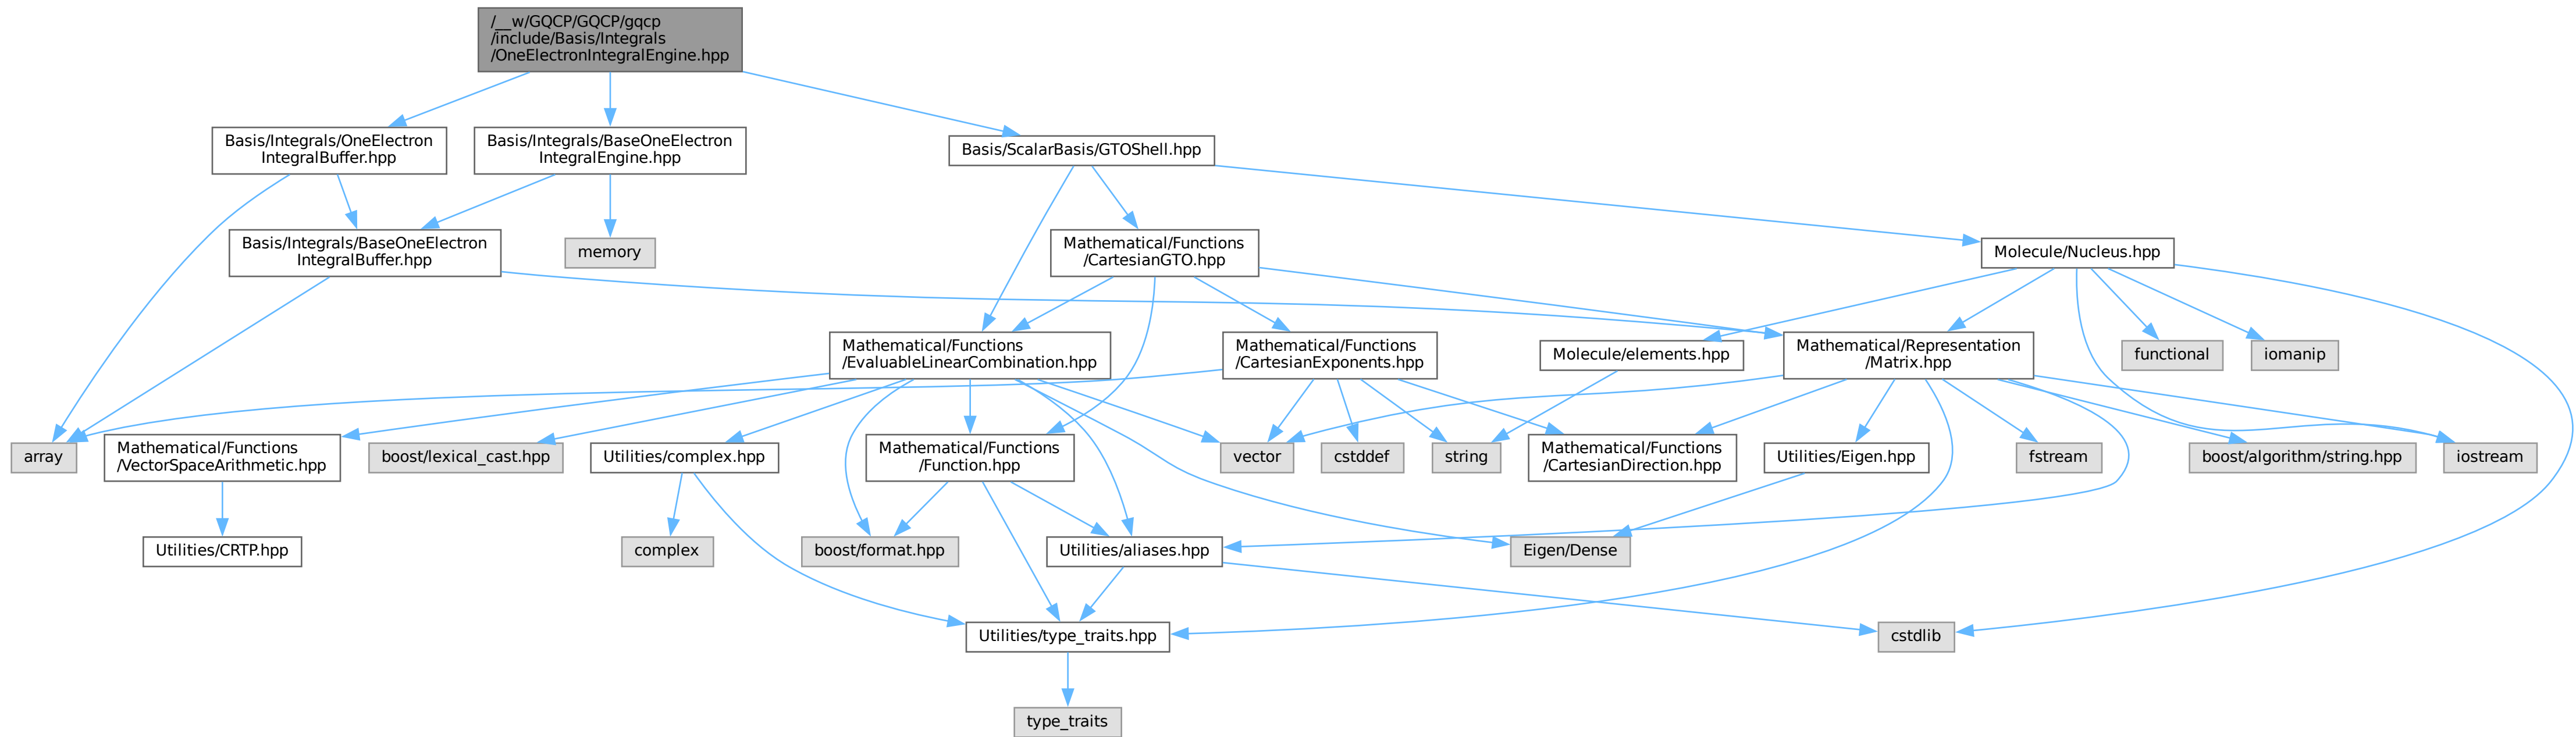 /__w/GQCP/GQCP/gqcp
/include/Basis/Integrals
/OneElectronIntegralEngine.hpp
Basis/Integrals/OneElectron
IntegralBuffer.hpp
Basis/Integrals/BaseOneElectron
IntegralEngine.hpp
Basis/ScalarBasis/GTOShell.hpp
Basis/Integrals/BaseOneElectron
IntegralBuffer.hpp
memory
Mathematical/Functions
/CartesianGTO.hpp
Molecule/Nucleus.hpp
Mathematical/Functions
/EvaluableLinearCombination.hpp
Mathematical/Functions
/CartesianExponents.hpp
Molecule/elements.hpp
Mathematical/Representation
/Matrix.hpp
functional
iomanip
array
Mathematical/Functions
/VectorSpaceArithmetic.hpp
boost/lexical_cast.hpp
Utilities/complex.hpp
Mathematical/Functions
/Function.hpp
vector
cstddef
string
Mathematical/Functions
/CartesianDirection.hpp
Utilities/Eigen.hpp
fstream
boost/algorithm/string.hpp
iostream
Utilities/CRTP.hpp
complex
boost/format.hpp
Utilities/aliases.hpp
Eigen/Dense
Utilities/type_traits.hpp
cstdlib
type_traits